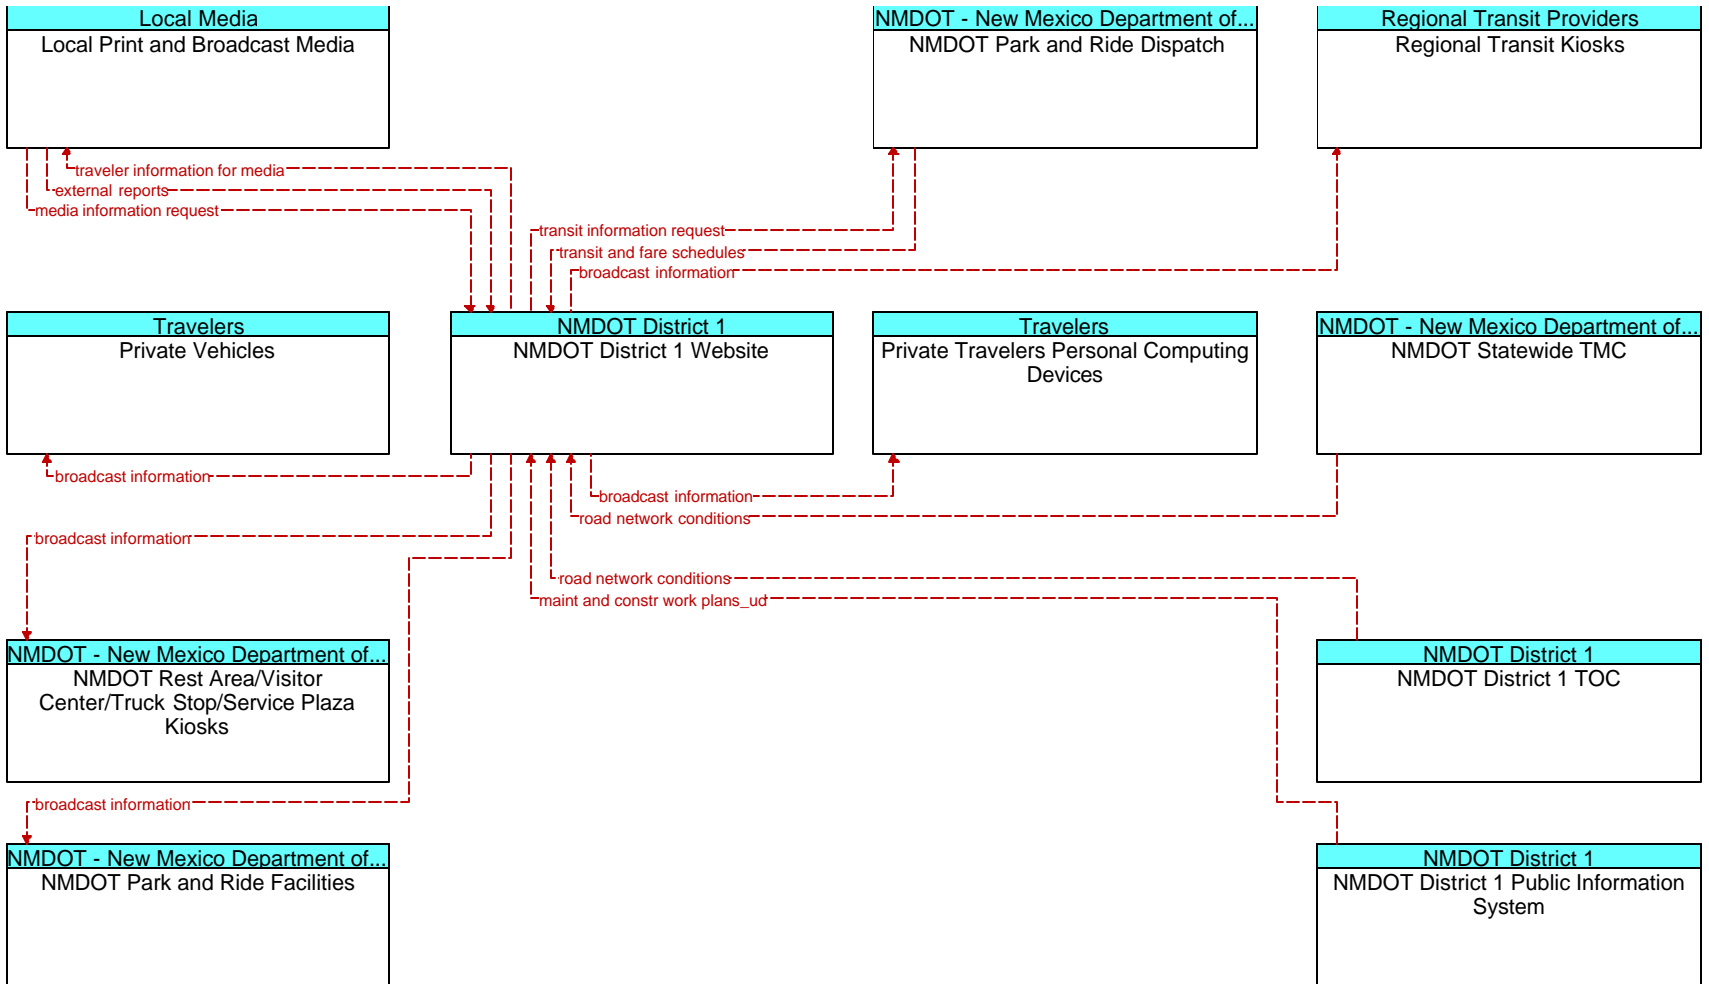 Local Media
Local Print and Broadcast Media
NMDOT - New Mexico Department of...
NMDOT Park and Ride Dispatch
Regional Transit Providers
Regional Transit Kiosks
traveler information for media
external reports
media information request
transit information request
transit and fare schedules
broadcast information
Travelers
Private Vehicles
NMDOT District 1
NMDOT District 1 Website
Travelers
Private Travelers Personal Computing
Devices
NMDOT - New Mexico Department of...
NMDOT Statewide TMC
broadcast information
broadcast information
road network conditions
broadcast information
road network conditions
maint and constr work plans_ud
NMDOT - New Mexico Department of...
NMDOT Rest Area/Visitor
Center/Truck Stop/Service Plaza
Kiosks
NMDOT District 1
NMDOT District 1 TOC
broadcast information
NMDOT - New Mexico Department of...
NMDOT Park and Ride Facilities
NMDOT District 1
NMDOT District 1 Public Information
System